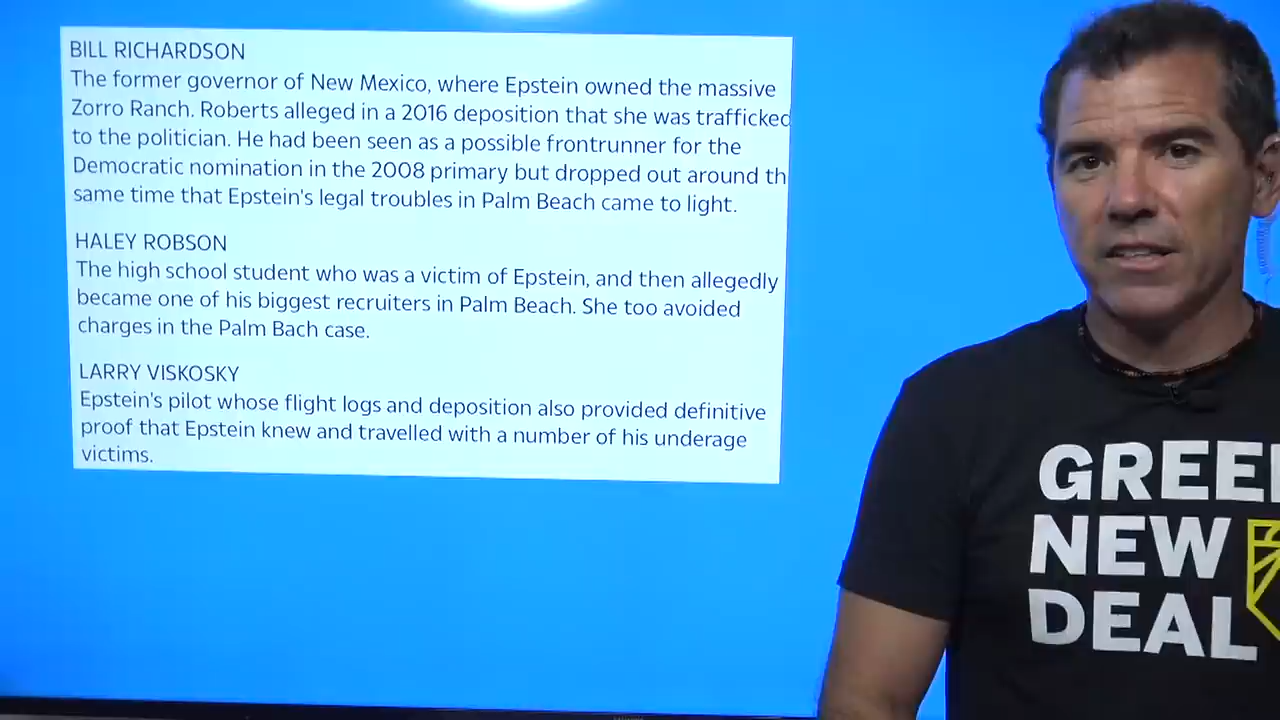 BILL RICHARDSON
The former governor of New Mexico, where Epstein owned the massive
Zorro Ranch. Roberts alleged in a 2016 deposition that she was trafficked
to the politician. He had been seen as a possible frontrunner for the
Democratic nomination in the 2008 primary but dropped out around th
same time that Epstein's legal troubles in Palm Beach came to light.
HALEY ROBSON
The high school student who was a victim of Epstein, and then allegedly
became one of his biggest recruiters in Palm Beach. She too avoided
charges in the Palm Bach case.
LARRY VISKOSKY
Epstein's pilot whose flight logs and deposition also provided definitive
proof that Epstein knew and travelled with a number of his underage
victims.
GREE
NEW
DEAL